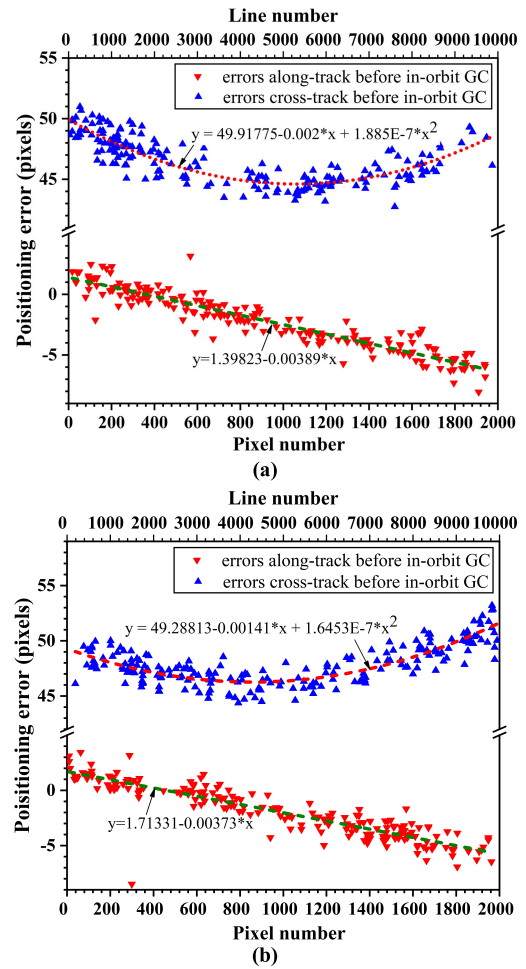 Line number
0 1000 2000 3000 4000 5000 6000 7000 8000 9000 10000
55
errors along-track before in-orbit GC
errors cross-track before in-orbit GC
50
y = 49.91775-0.002*x + 1.885E-7*x2
45
Poisitioning error (pixels)
0
y=1.39823-0.00389*x
-5
0 200 400 600 800 1000 1200 1400 1600 1800 2000
Pixel number
(a)
Line number
0 1000 2000 3000 4000 5000 6000 7000 8000 9000 10000
55
errors along-track before in-orbit GC
errors cross-track before in-orbit GC
y = 49.28813-0.00141*x + 1.6453E-7*x2
50
45
Poisitioning error (pixels)
0
y=1.71331-0.00373*x
-5
0 200 400 600 800 1000 1200 1400 1600 1800 2000
Pixel number
(b)